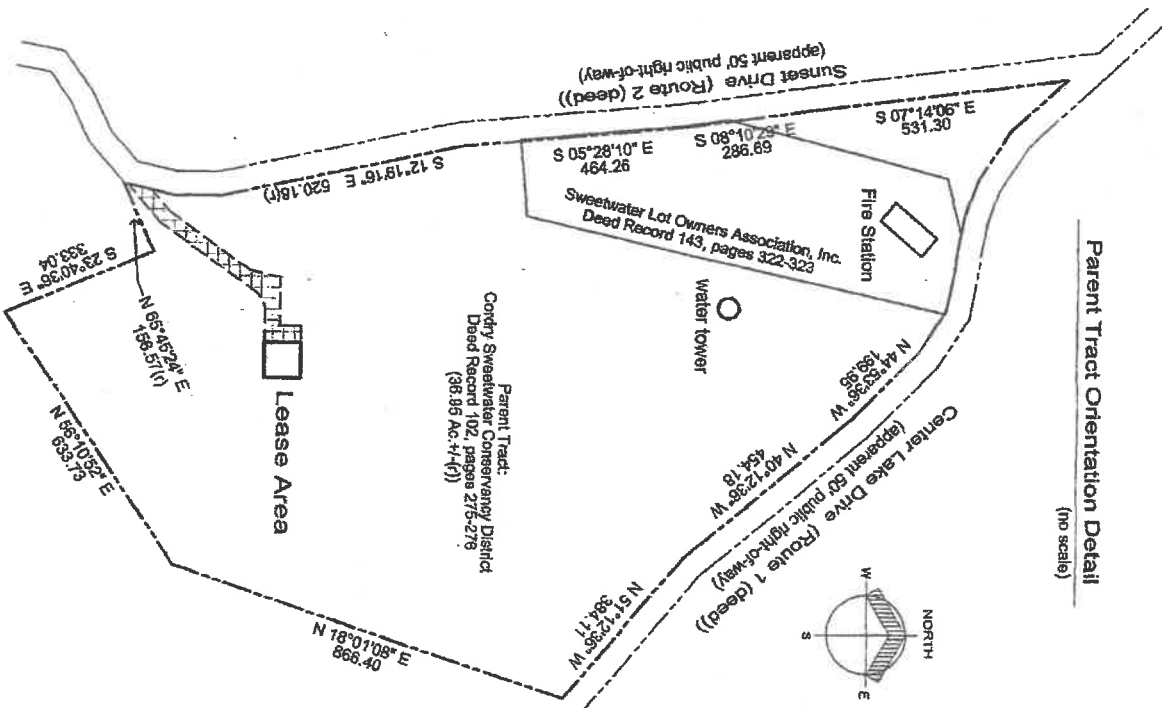 Parent Tract Orientation Detail
(no scale)
NORTH
W
E
S
Sunset Drive (Route 2 (deed))
(apparent 50' public right-of-way)
S 07°14'06" E
531.30
S 08°10'29" E
286.69
S 05°28'10" E
464.26
S 12°19'16" E 520.18(r)
Fire Station
Sweetwater Lot Owners Association, Inc.
Deed Record 143, pages 322-323
water tower
Center Lake Drive (Route 1 (deed))
(apparent 50' public right-of-way)
N 44°53'36" W
199.95
N 40°12'36" W
454.18
N 51°12'36" W
384.11
Parent Tract:
Cordry Sweetwater Conservancy District
Deed Record 102, pages 275-276
(36.95 Ac.+/-(r))
Lease Area
N 65°45'24" E
156.57(r)
S 23°40'36" E
333.04
N 56°10'52" E
633.73
N 18°01'08" E
866.40